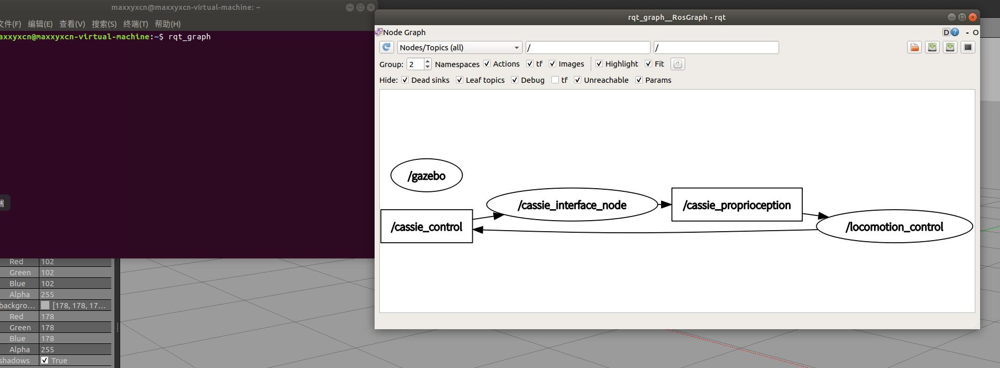 maxxyxcn@maxxyxcn-virtual-machine: ~
文件(F) 编辑(E) 查看(V) 搜索(S) 终端(T) 帮助(H)
axxyxcn@maxxyxcn-virtual-machine:~$ rqt_graph
端
Red 102
Green 102
Blue 102
Alpha 255
backgro... [178, 178, 17...
Red 178
Green 178
Blue 178
Alpha 255
shadows True
rqt_graph__RosGraph - rqt
Node Graph D ? - O
Nodes/Topics (all) / /
Group: 2 Namespaces Actions tf Images Highlight Fit
Hide: Dead sinks Leaf topics Debug tf Unreachable Params
/gazebo
/cassie_interface_node /cassie_proprioception
/cassie_control /locomotion_control